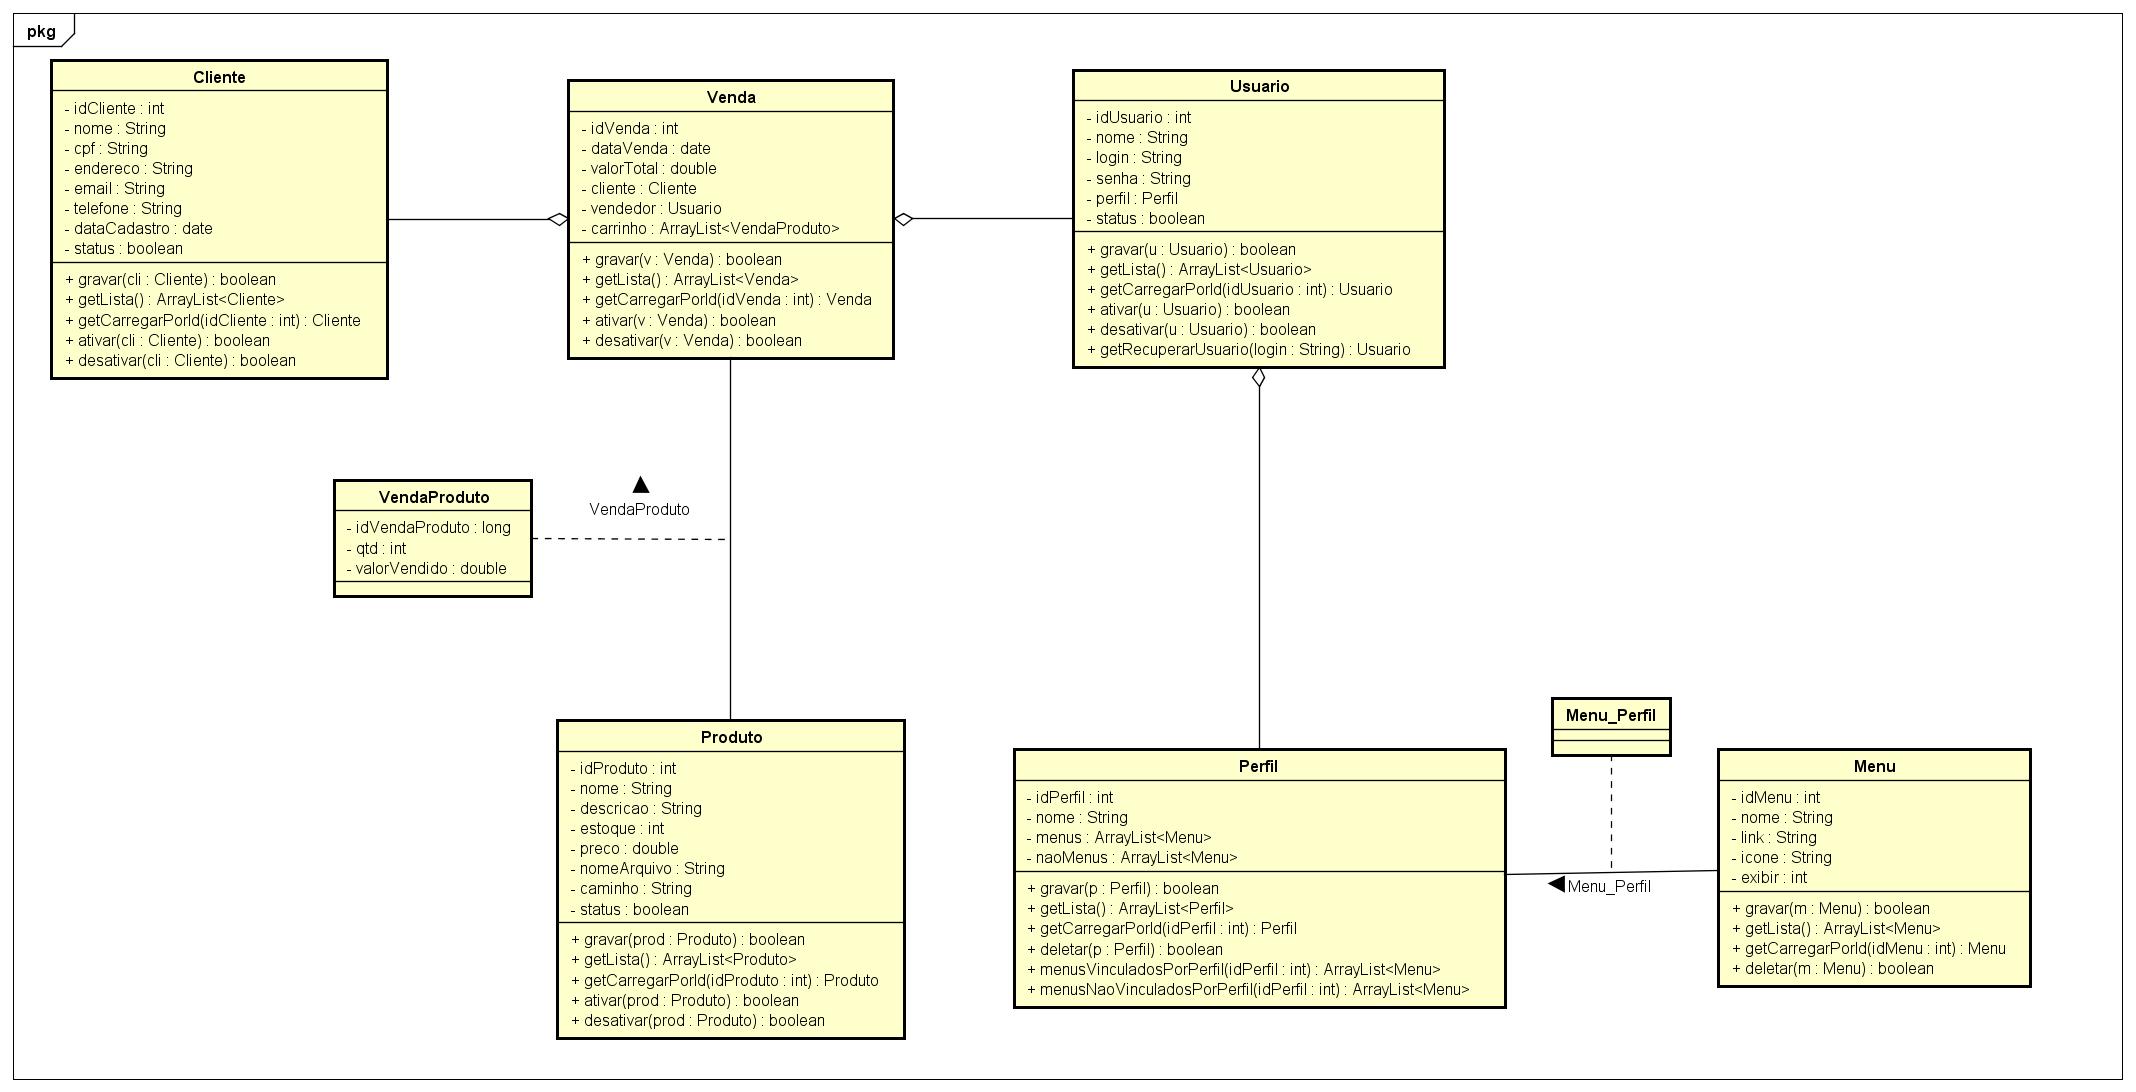 pkg
Cliente
- idCliente : int
- nome : String
- cpf : String
- endereco : String
- email : String
- telefone : String
- dataCadastro : date
- status : boolean
+ gravar(cli : Cliente) : boolean
+ getLista() : ArrayList<Cliente>
+ getCarregarPorId(idCliente : int) : Cliente
+ ativar(cli : Cliente) : boolean
+ desativar(cli : Cliente) : boolean
Venda
- idVenda : int
- dataVenda : date
- valorTotal : double
- cliente : Cliente
- vendedor : Usuario
- carrinho : ArrayList<VendaProduto>
+ gravar(v : Venda) : boolean
+ getLista() : ArrayList<Venda>
+ getCarregarPorId(idVenda : int) : Venda
+ ativar(v : Venda) : boolean
+ desativar(v : Venda) : boolean
Usuario
- idUsuario : int
- nome : String
- login : String
- senha : String
- perfil : Perfil
- status : boolean
+ gravar(u : Usuario) : boolean
+ getLista() : ArrayList<Usuario>
+ getCarregarPorId(idUsuario : int) : Usuario
+ ativar(u : Usuario) : boolean
+ desativar(u : Usuario) : boolean
+ getRecuperarUsuario(login : String) : Usuario
VendaProduto
- idVendaProduto : long
- qtd : int
- valorVendido : double
VendaProduto
Produto
- idProduto : int
- nome : String
- descricao : String
- estoque : int
- preco : double
- nomeArquivo : String
- caminho : String
- status : boolean
+ gravar(prod : Produto) : boolean
+ getLista() : ArrayList<Produto>
+ getCarregarPorId(idProduto : int) : Produto
+ ativar(prod : Produto) : boolean
+ desativar(prod : Produto) : boolean
Perfil
- idPerfil : int
- nome : String
- menus : ArrayList<Menu>
- naoMenus : ArrayList<Menu>
+ gravar(p : Perfil) : boolean
+ getLista() : ArrayList<Perfil>
+ getCarregarPorId(idPerfil : int) : Perfil
+ deletar(p : Perfil) : boolean
+ menusVinculadosPorPerfil(idPerfil : int) : ArrayList<Menu>
+ menusNaoVinculadosPorPerfil(idPerfil : int) : ArrayList<Menu>
Menu_Perfil
Menu_Perfil
Menu
- idMenu : int
- nome : String
- link : String
- icone : String
- exibir : int
+ gravar(m : Menu) : boolean
+ getLista() : ArrayList<Menu>
+ getCarregarPorId(idMenu : int) : Menu
+ deletar(m : Menu) : boolean